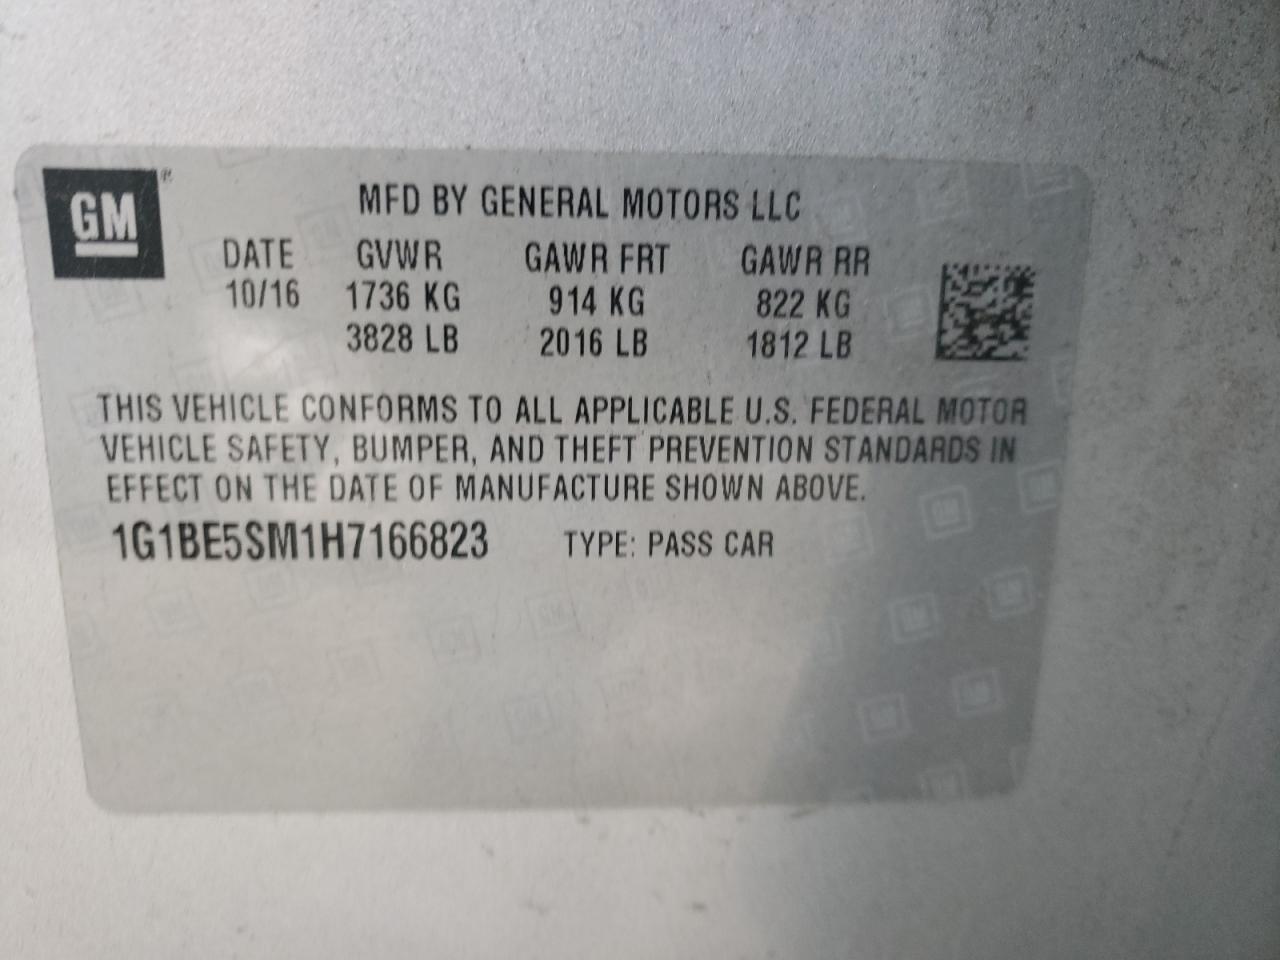 GM
MFD BY GENERAL MOTORS LLC
DATE GVWR GAWR FRT GAWR RR
10/16 1736 KG 914 KG 822 KG
3828 LB 2016 LB 1812 LB
THIS VEHICLE CONFORMS TO ALL APPLICABLE U.S. FEDERAL MOTOR
VEHICLE SAFETY, BUMPER, AND THEFT PREVENTION STANDARDS IN
EFFECT ON THE DATE OF MANUFACTURE SHOWN ABOVE.
1G1BE5SM1H7166823 TYPE: PASS CAR